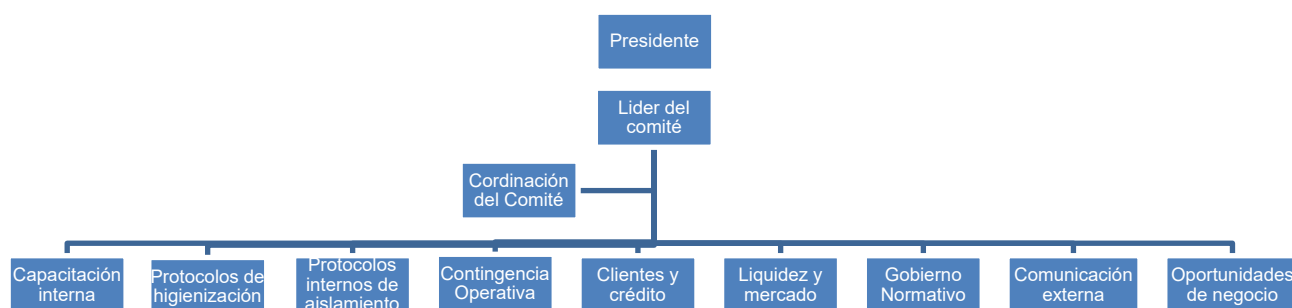 Presidente
Lider del
comité
Cordinación
del Comité
Capacitación
interna
Protocolos de
higienización
Protocolos
internos de
aislamiento
Contingencia
Operativa
Clientes y
crédito
Liquidez y
mercado
Gobierno
Normativo
Comunicación
externa
Oportunidades
de negocio